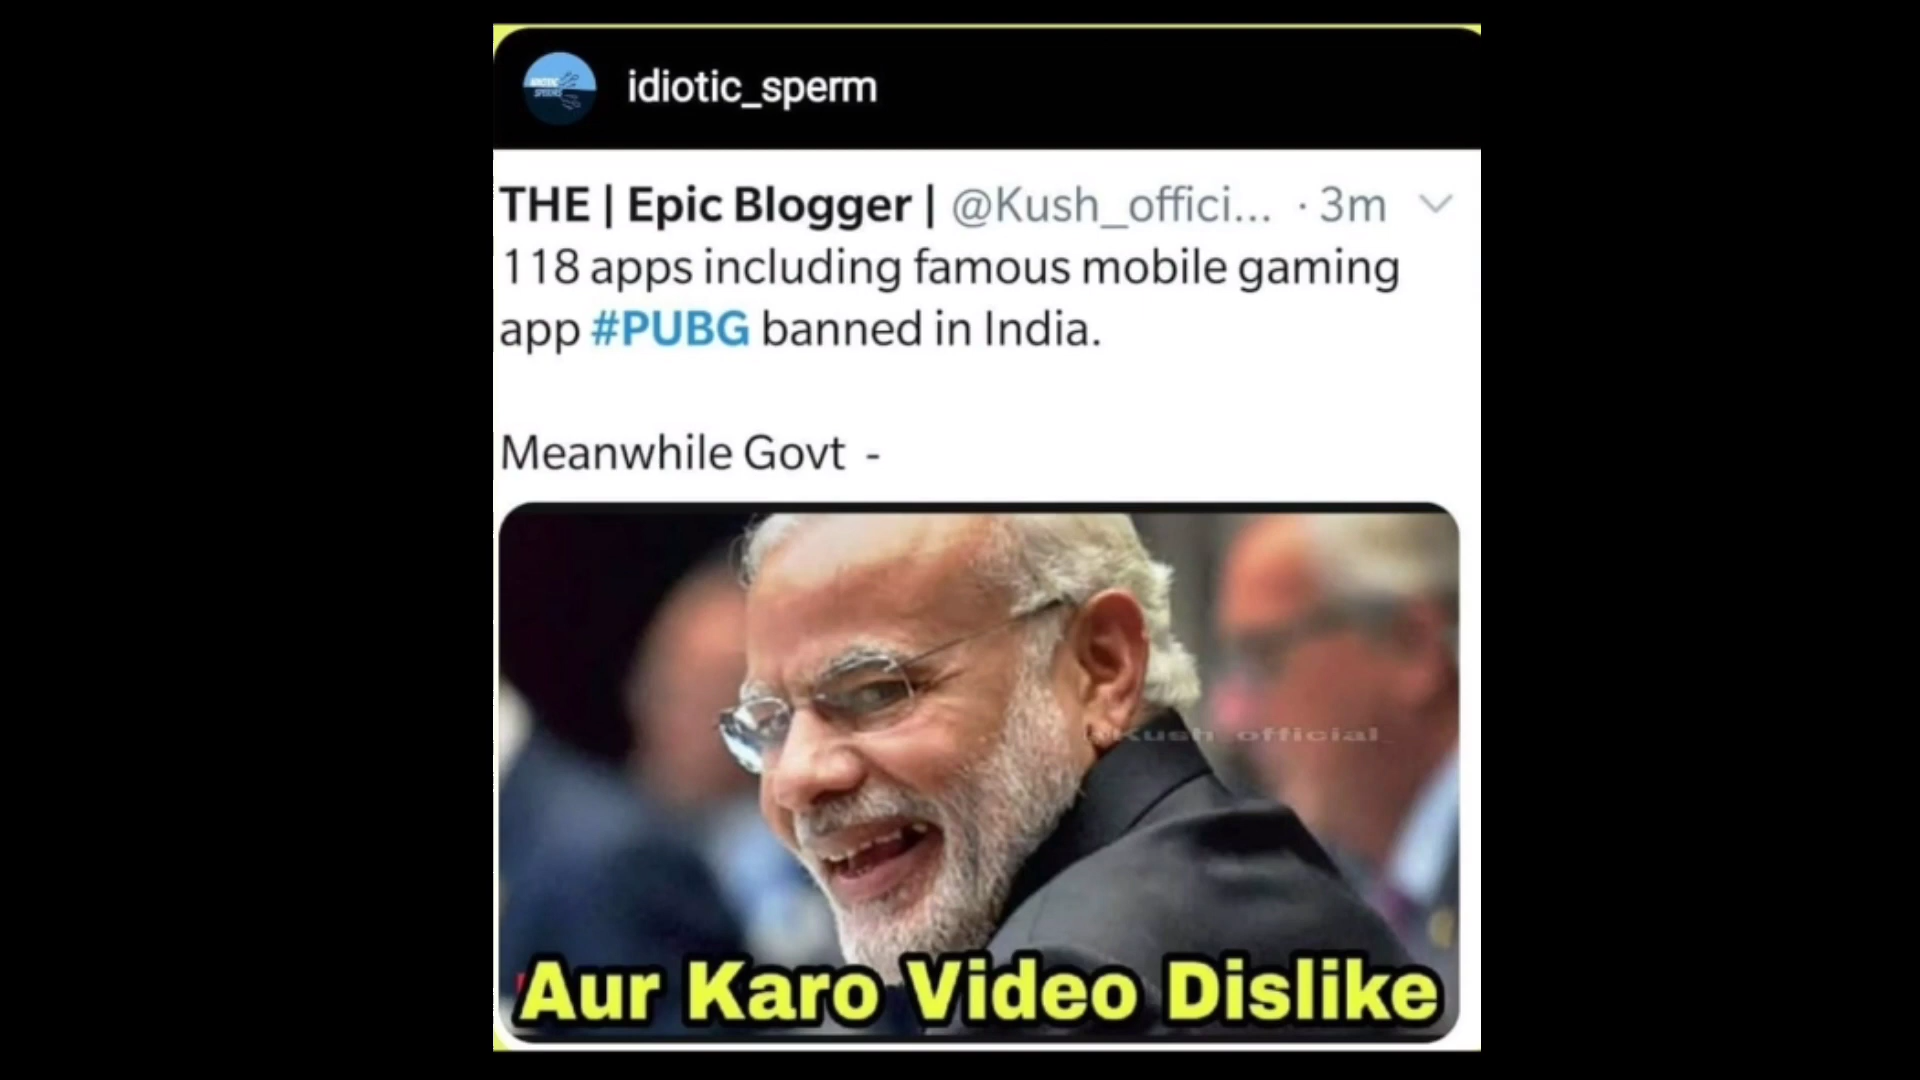 idiotic_sperm
THE | Epic Blogger | @Kush_offici... · 3m
118 apps including famous mobile gaming
app #PUBG banned in India.
Meanwhile Govt -
Kush_official_
Aur Karo Video Dislike